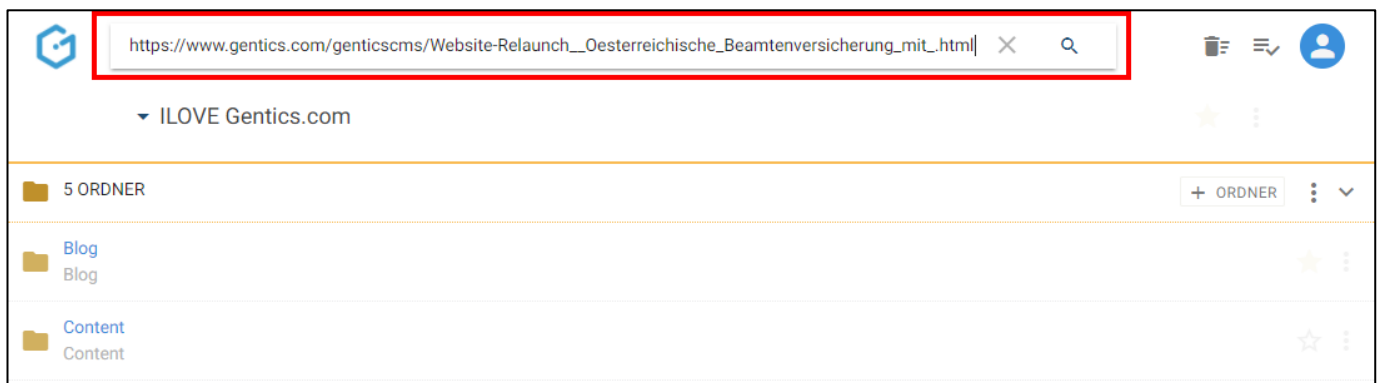 https://www.gentics.com/genticscms/Website-Relaunch__Oesterreichische_Beamtenversicherung_mit_.html
ILOVE Gentics.com
5 ORDNER
+ ORDNER
Blog
Blog
Content
Content